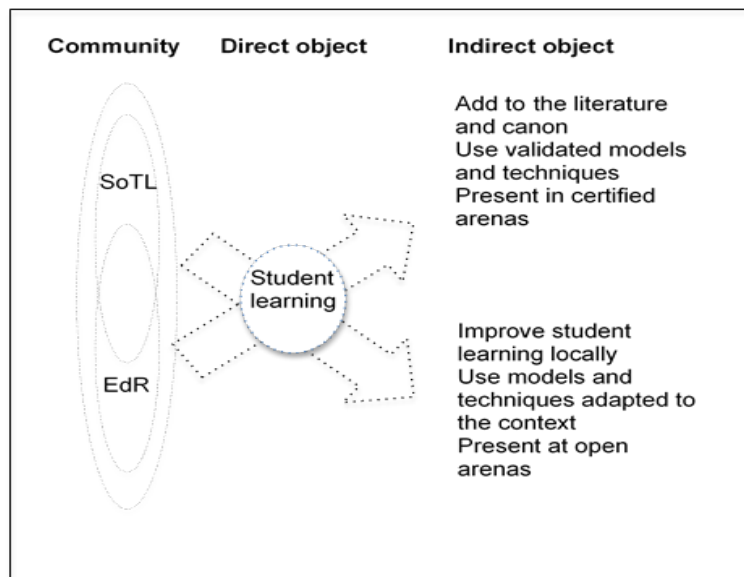 Community Direct object Indirect object
SoTL
EdR
Student
learning
Add to the literature
and canon
Use validated models
and techniques
Present in certified
arenas
Improve student
learning locally
Use models and
techniques adapted to
the context
Present at open
arenas